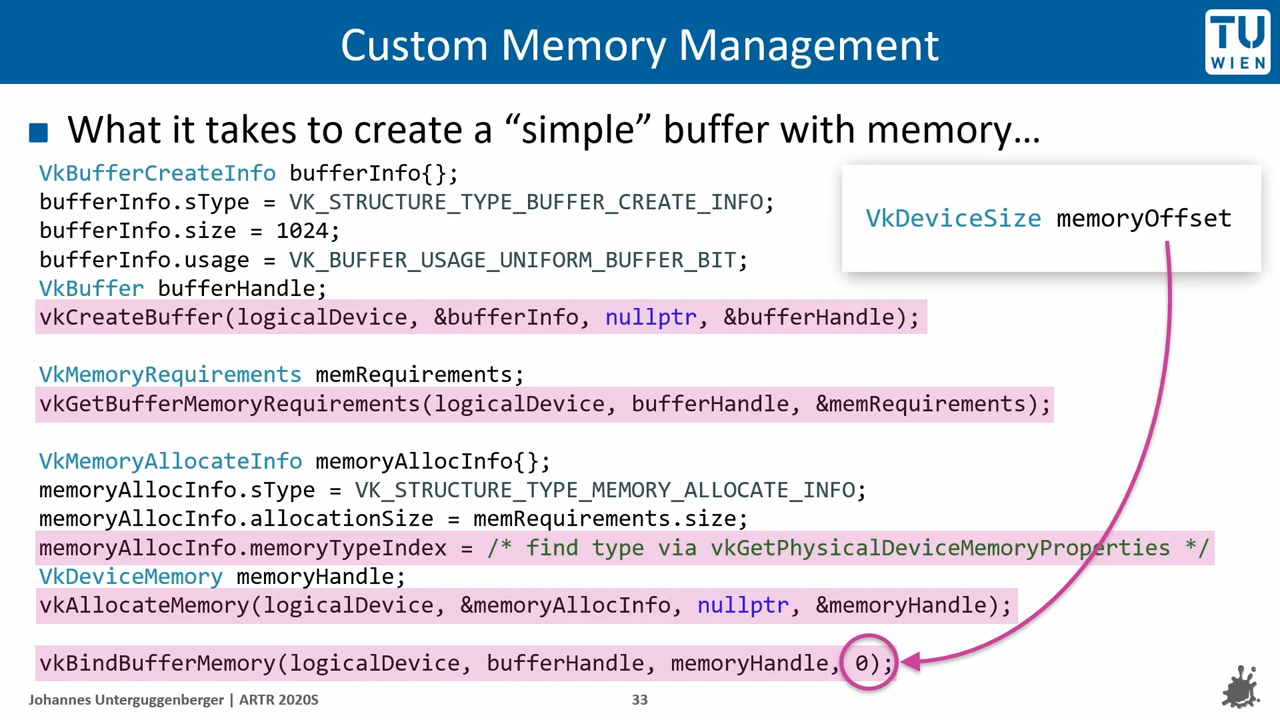 Custom Memory Management
TU
WIEN
What it takes to create a “simple” buffer with memory…
VkBufferCreateInfo bufferInfo{};
bufferInfo.sType = VK_STRUCTURE_TYPE_BUFFER_CREATE_INFO;
bufferInfo.size = 1024;
bufferInfo.usage = VK_BUFFER_USAGE_UNIFORM_BUFFER_BIT;
VkBuffer bufferHandle;
vkCreateBuffer(logicalDevice, &bufferInfo, nullptr, &bufferHandle);
VkDeviceSize memoryOffset
VkMemoryRequirements memRequirements;
vkGetBufferMemoryRequirements(logicalDevice, bufferHandle, &memRequirements);
VkMemoryAllocateInfo memoryAllocInfo{};
memoryAllocInfo.sType = VK_STRUCTURE_TYPE_MEMORY_ALLOCATE_INFO;
memoryAllocInfo.allocationSize = memRequirements.size;
memoryAllocInfo.memoryTypeIndex = /* find type via vkGetPhysicalDeviceMemoryProperties */
VkDeviceMemory memoryHandle;
vkAllocateMemory(logicalDevice, &memoryAllocInfo, nullptr, &memoryHandle);
vkBindBufferMemory(logicalDevice, bufferHandle, memoryHandle, 0);
Johannes Unterguggenberger | ARTR 2020S
33